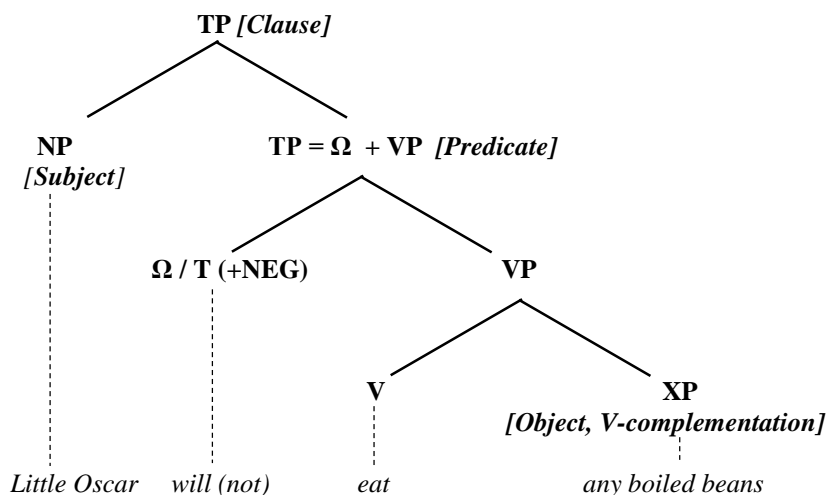 TP [Clause]
NP TP = Ω + VP [Predicate]
[Subject]
Ω / T (+NEG) VP
V XP
[Object, V-complementation]
Little Oscar will (not) eat any boiled beans